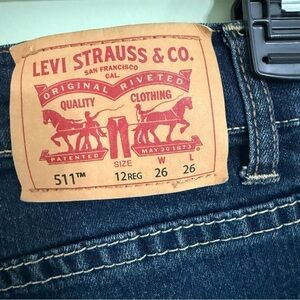 LEVI STRAUSS & CO.
SAN FRANCISCO
CAL.
ORIGINAL RIVETED
QUALITY CLOTHING
PATENTED MAY 20 1873
SIZE W L
511™ 12REG 26 26